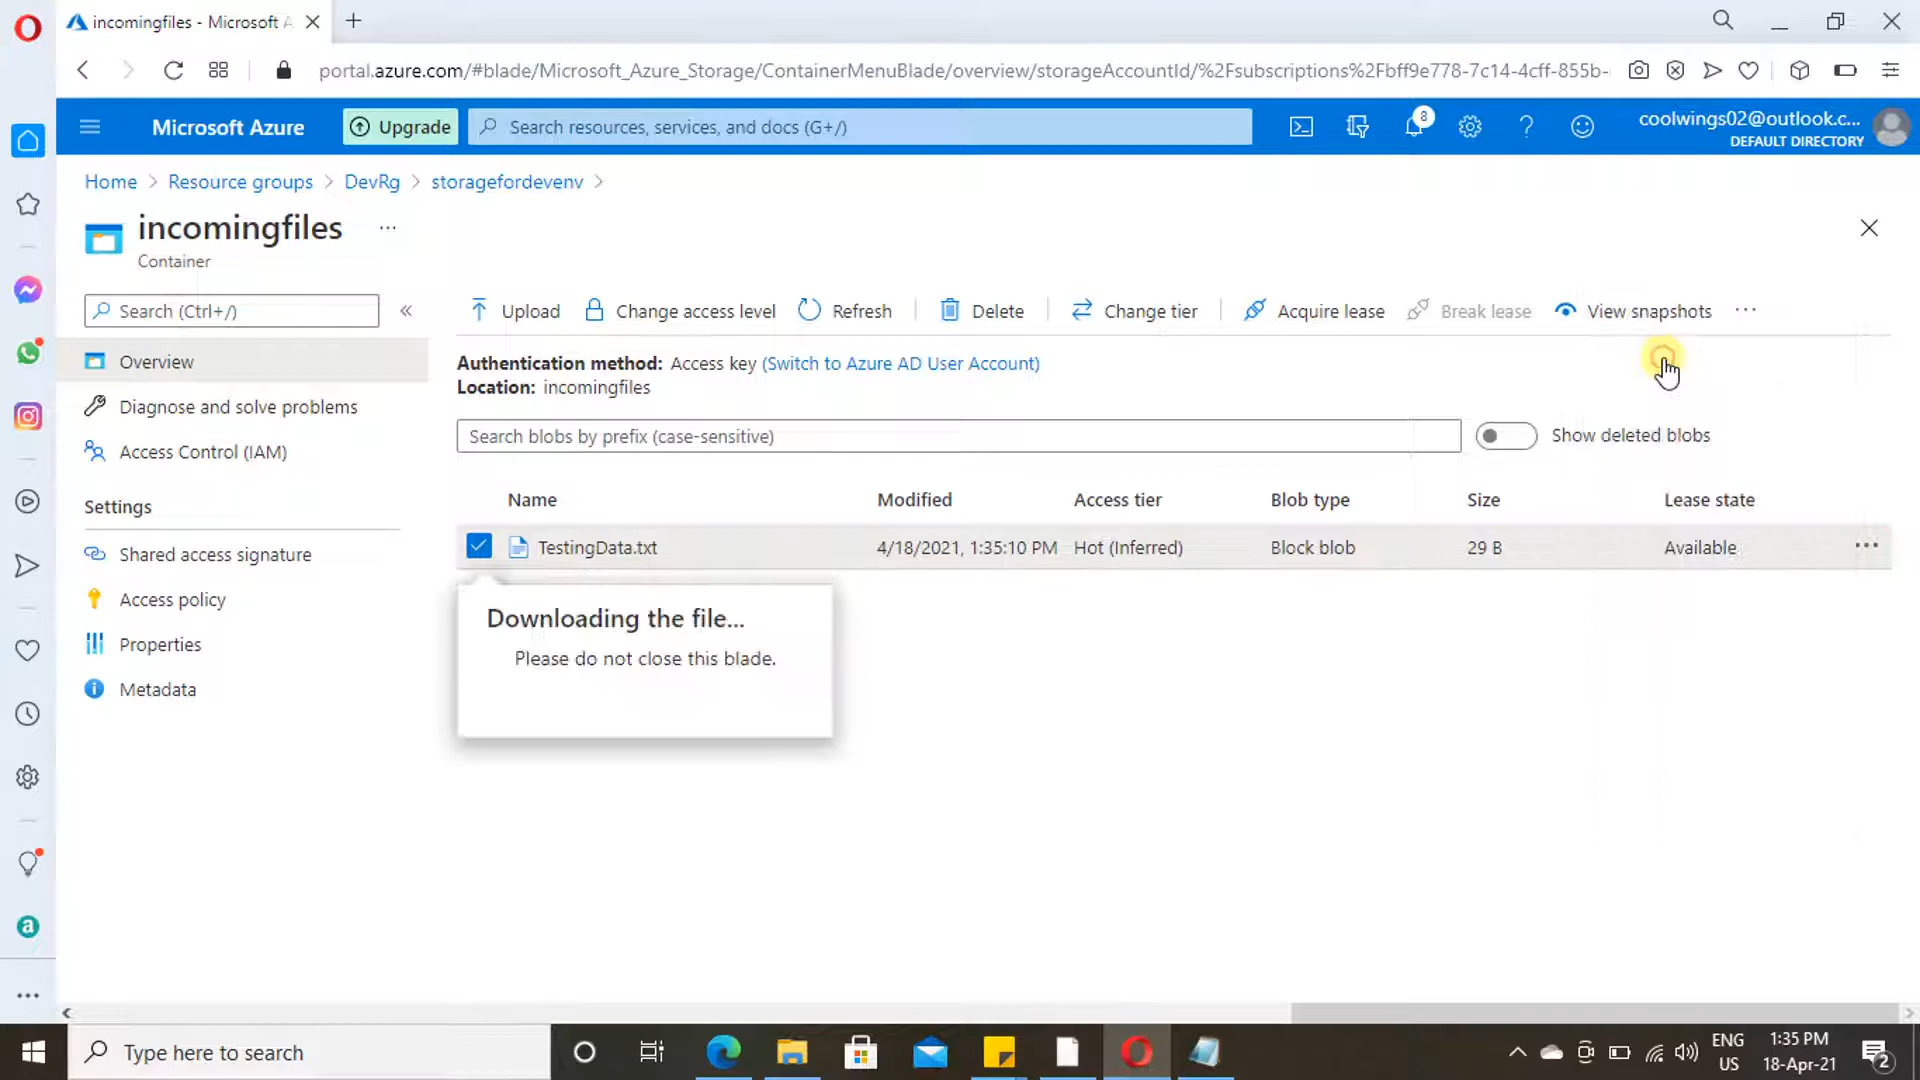 incomingfiles - Microsoft A
portal.azure.com/#blade/Microsoft_Azure_Storage/ContainerMenuBlade/overview/storageAccountId/%2Fsubscriptions%2Fbff9e778-7c14-4cff-855b-
Microsoft Azure
Upgrade
Search resources, services, and docs (G+/)
8
coolwings02@outlook.c...
DEFAULT DIRECTORY
Home > Resource groups > DevRg > storagefordevenv >
incomingfiles ...
Container
Search (Ctrl+/)
«
Upload
Change access level
Refresh
Delete
Change tier
Acquire lease
Break lease
View snapshots
...
Overview
Diagnose and solve problems
Access Control (IAM)
Settings
Shared access signature
Access policy
Properties
Metadata
Authentication method: Access key (Switch to Azure AD User Account)
Location: incomingfiles
Search blobs by prefix (case-sensitive)
Show deleted blobs
Name Modified Access tier Blob type Size Lease state
TestingData.txt 4/18/2021, 1:35:10 PM Hot (Inferred) Block blob 29 B Available ...
Downloading the file...
Please do not close this blade.
a
Type here to search
ENG
US
1:35 PM
18-Apr-21
2